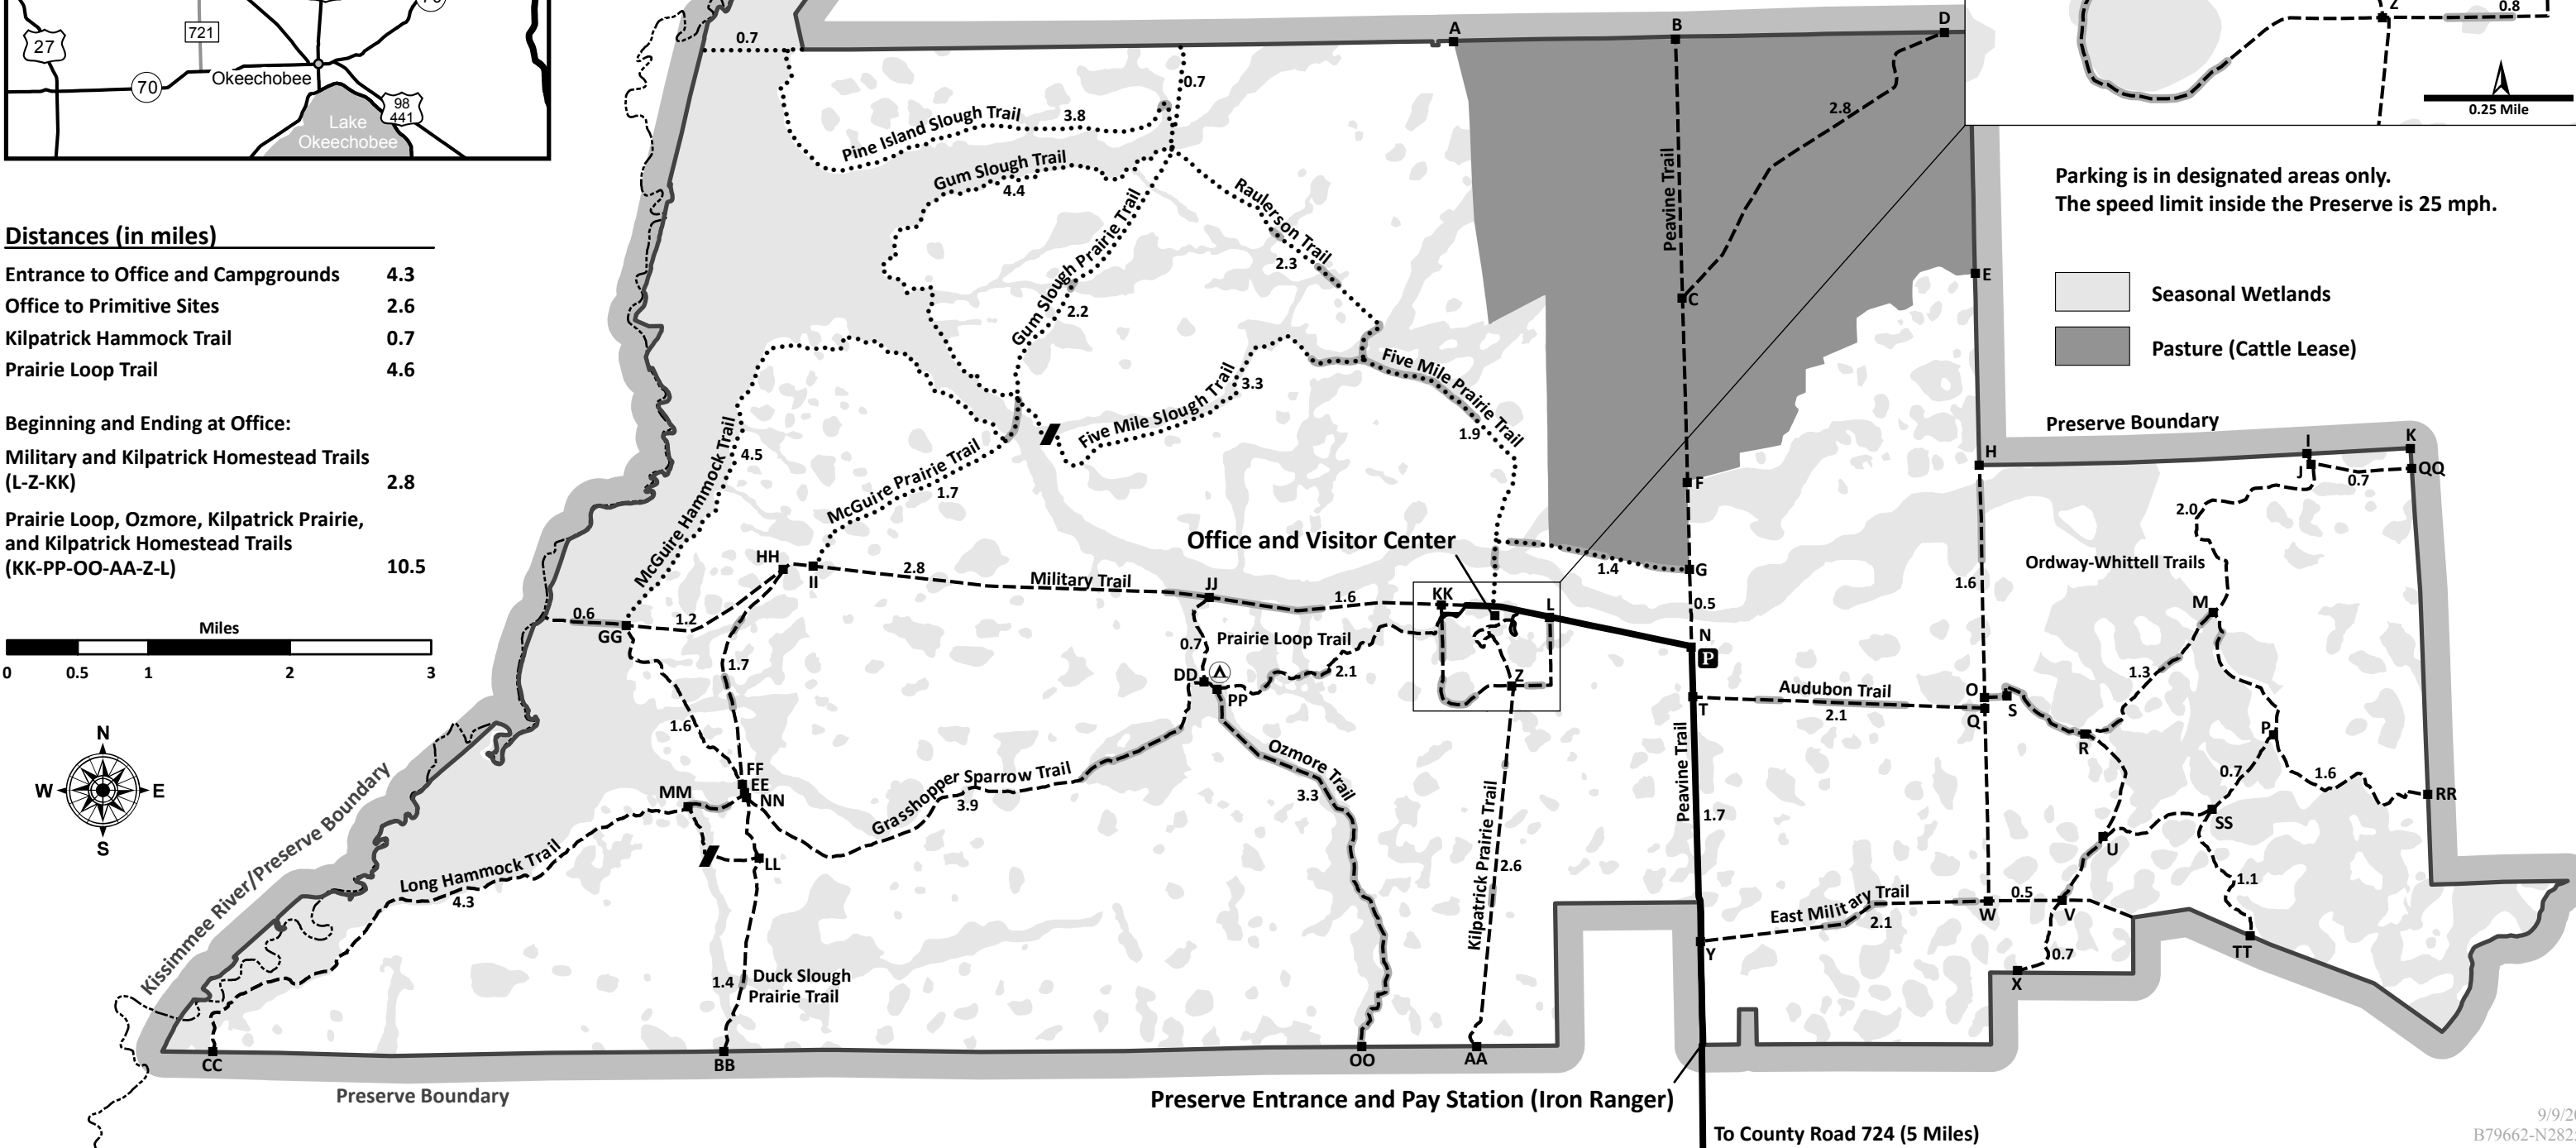 27
721
70
Okeechobee
98
441
Lake
Okeechobee
Distances (in miles)
Entrance to Office and Campgrounds 4.3
Office to Primitive Sites 2.6
Kilpatrick Hammock Trail 0.7
Prairie Loop Trail 4.6
Beginning and Ending at Office:
Military and Kilpatrick Homestead Trails
(L-Z-KK) 2.8
Prairie Loop, Ozmore, Kilpatrick Prairie,
and Kilpatrick Homestead Trails
(KK-PP-OO-AA-Z-L) 10.5
Miles
0 0.5 1 2 3
N
W E
S
Kissimmee River/Preserve Boundary
Preserve Boundary
0.7
Pine Island Slough Trail
3.8
0.7
Gum Slough Trail
4.4
Gum Slough Prairie Trail
2.2
Raulerson Trail
2.3
Five Mile Slough Trail
3.3
Five Mile Prairie Trail
1.9
McGuire Hammock Trail
4.5
McGuire Prairie Trail
1.7
A
B
D
Peavine Trail
2.8
C
E
F
G
1.4
0.5
Office and Visitor Center
HH
II
2.8
Military Trail
JJ
1.6
KK
L
0.6
GG
1.2
1.7
0.7
Prairie Loop Trail
2.1
DD
PP
Z
N
P
1.6
FF
EE
NN
MM
LL
Grasshopper Sparrow Trail
3.9
Ozmore Trail
3.3
Kilpatrick Prairie Trail
2.6
Long Hammock Trail
4.3
1.4
Duck Slough
Prairie Trail
CC
BB
OO
AA
T
Audubon Trail
2.1
Peavine Trail
1.7
Y
East Military Trail
2.1
H
1.6
O
Q
S
R
W
0.5
V
0.7
X
U
1.3
M
Ordway-Whittell Trails
2.0
I
J
K
QQ
0.7
P
0.7
1.6
RR
SS
1.1
TT
Preserve Boundary
Z
0.8
0.25 Mile
Parking is in designated areas only.
The speed limit inside the Preserve is 25 mph.
Seasonal Wetlands
Pasture (Cattle Lease)
Preserve Entrance and Pay Station (Iron Ranger)
To County Road 724 (5 Miles)